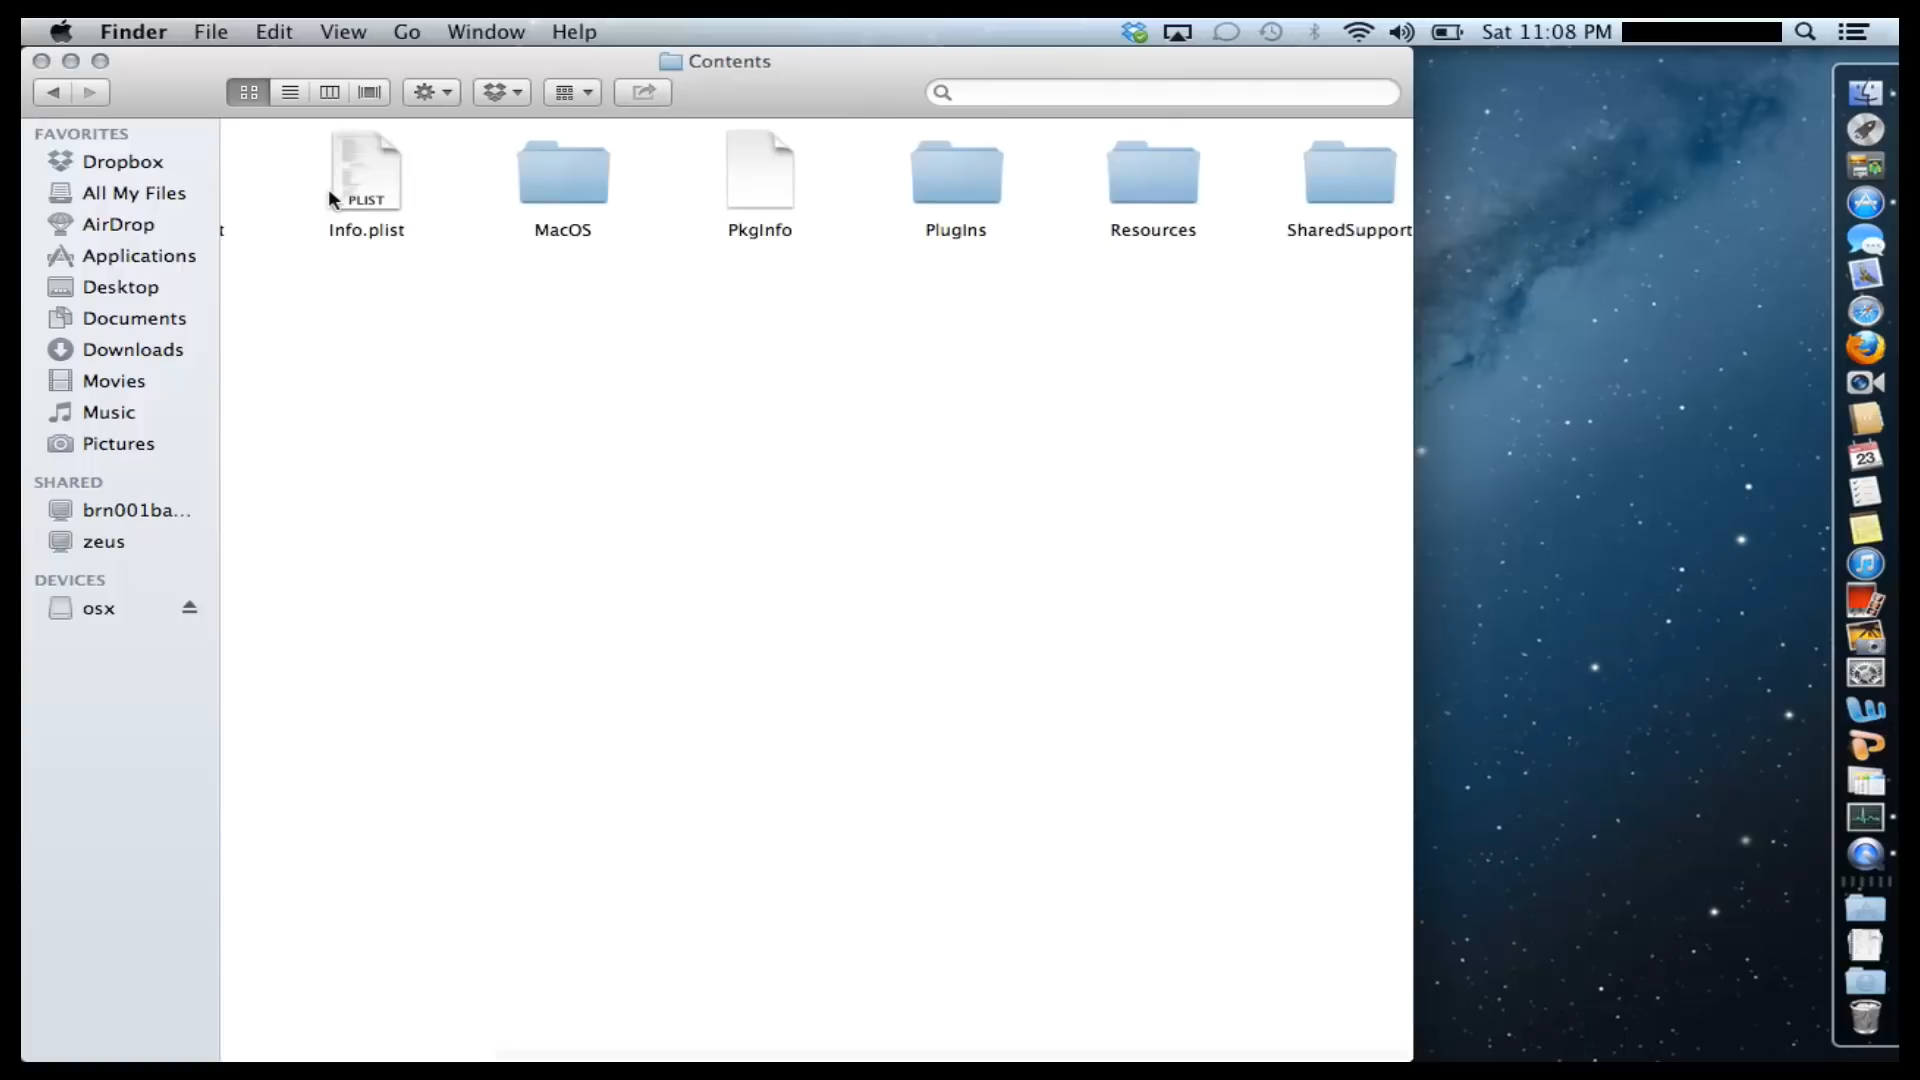 Finder File Edit View Go Window Help Sat 11:08 PM
Contents
FAVORITES
Dropbox
All My Files
AirDrop
Applications
Desktop
Documents
Downloads
Movies
Music
Pictures
SHARED
brn001ba...
zeus
DEVICES
osx
PLIST
t Info.plist MacOS PkgInfo PlugIns Resources SharedSupport
23